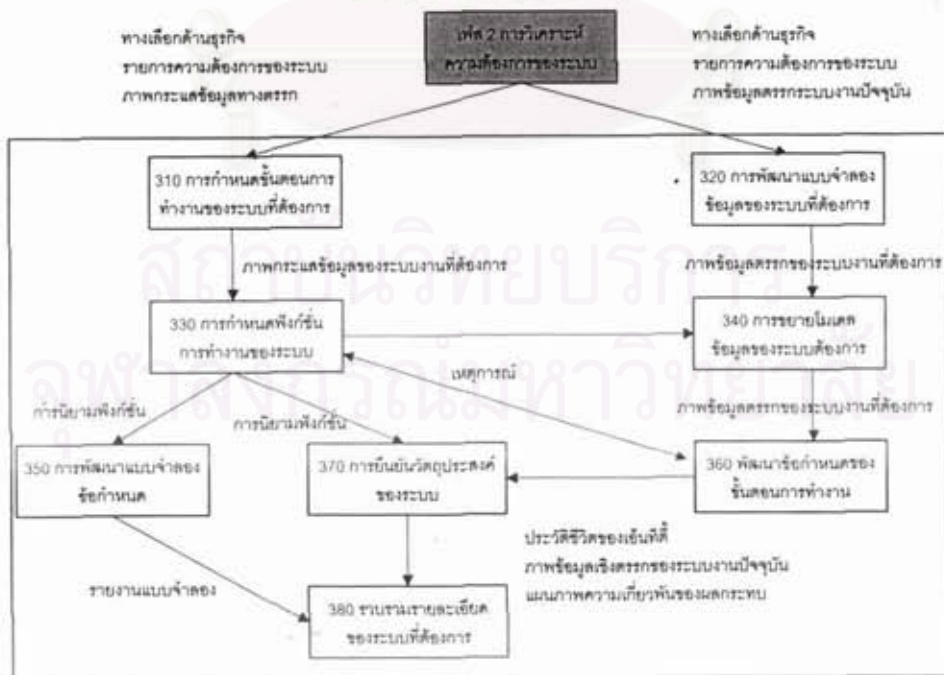 เฟส 2 การวิเคราะห์
ความต้องการของระบบ
ทางเลือกด้านธุรกิจ
รายการความต้องการของระบบ
ภาพกระแสข้อมูลทางตรรก
ทางเลือกด้านธุรกิจ
รายการความต้องการของระบบ
ภาพข้อมูลตรรกระบบงานปัจจุบัน
310 การกำหนดขั้นตอนการ
ทำงานของระบบที่ต้องการ
320 การพัฒนาแบบจำลอง
ข้อมูลของระบบที่ต้องการ
ภาพกระแสข้อมูลของระบบงานที่ต้องการ
ภาพข้อมูลตรรกของระบบงานที่ต้องการ
สถาบันวิทยบริการ
330 การกำหนดฟังก์ชั่น
การทำงานของระบบ
340 การขยายโมเดล
ข้อมูลของระบบต้องการ
เหตุการณ์
จุฬาลงกรณ์มหาวิทยาลัย
การนิยามฟังก์ชั่น
การนิยามฟังก์ชั่น
ภาพข้อมูลตรรกของระบบงานที่ต้องการ
350 การพัฒนาแบบจำลอง
ข้อกำหนด
370 การยืนยันวัตถุประสงค์
ของระบบ
360 พัฒนาข้อกำหนดของ
ขั้นตอนการทำงาน
ประวัติชีวิตของเอ็นทิตี้
ภาพข้อมูลเชิงตรรกของระบบงานปัจจุบัน
แผนภาพความเกี่ยวพันของผลกระทบ
รายงานแบบจำลอง
380 รวบรวมรายละเอียด
ของระบบที่ต้องการ